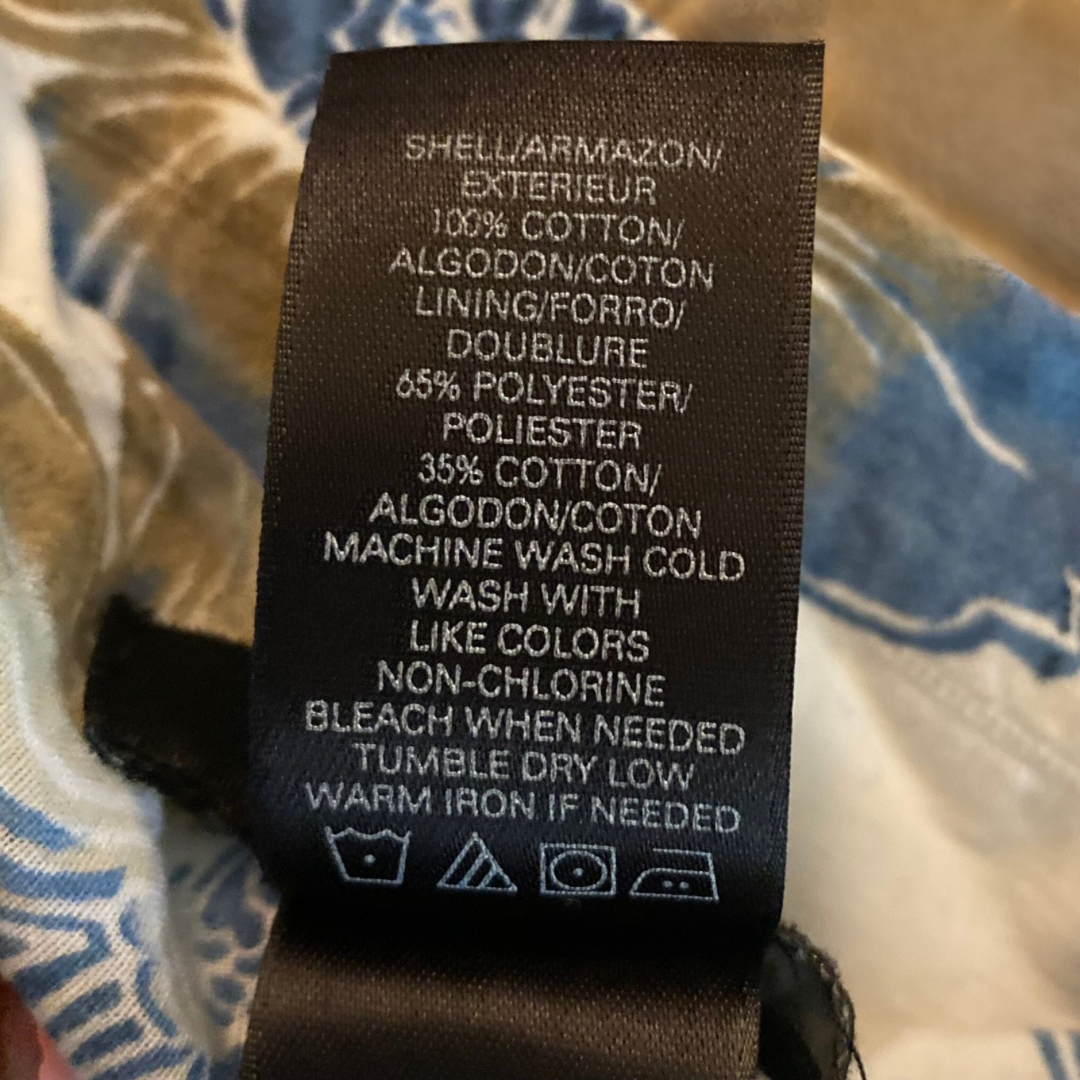 SHELL/ARMAZON/
EXTERIEUR
100% COTTON/
ALGODON/COTON
LINING/FORRO/
DOUBLURE
65% POLYESTER/
POLIESTER
35% COTTON/
ALGODON/COTON
MACHINE WASH COLD
WASH WITH
LIKE COLORS
NON-CHLORINE
BLEACH WHEN NEEDED
TUMBLE DRY LOW
WARM IRON IF NEEDED